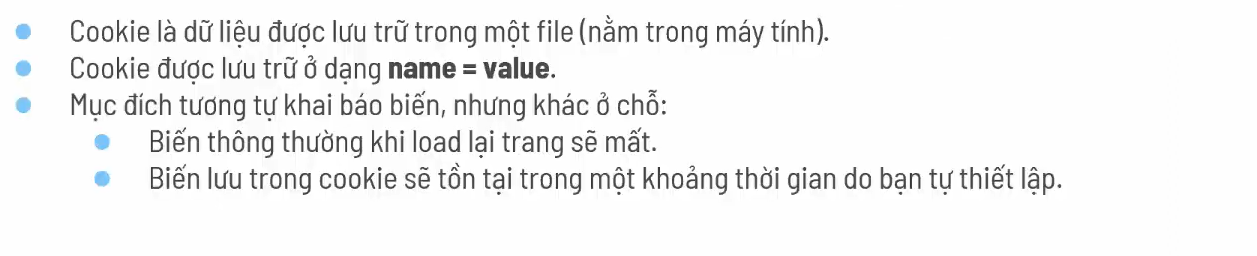 Cookie là dữ liệu được lưu trữ trong một file (nằm trong máy tính).
Cookie được lưu trữ ở dạng name = value.
Mục đích tương tự khai báo biến, nhưng khác ở chỗ:
Biến thông thường khi load lại trang sẽ mất.
Biến lưu trong cookie sẽ tồn tại trong một khoảng thời gian do bạn tự thiết lập.